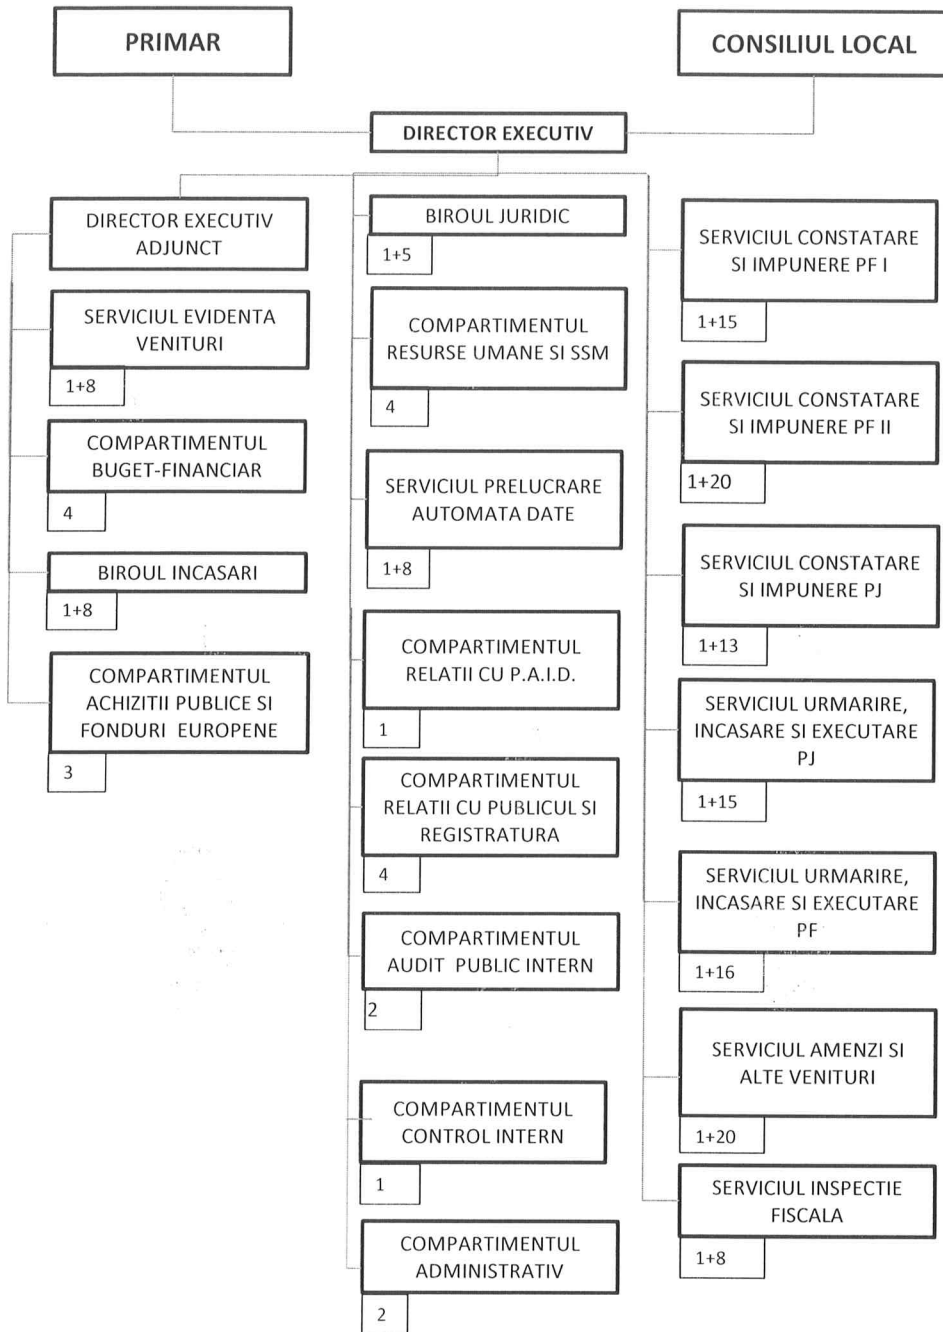 PRIMAR
CONSILIUL LOCAL
DIRECTOR EXECUTIV
DIRECTOR EXECUTIV
ADJUNCT
SERVICIUL EVIDENTA
VENITURI
1+8
COMPARTIMENTUL
BUGET-FINANCIAR
4
BIROUL INCASARI
1+8
COMPARTIMENTUL
ACHIZITII PUBLICE SI
FONDURI EUROPENE
3
BIROUL JURIDIC
1+5
COMPARTIMENTUL
RESURSE UMANE SI SSM
4
SERVICIUL PRELUCRARE
AUTOMATA DATE
1+8
COMPARTIMENTUL
RELATII CU P.A.I.D.
1
COMPARTIMENTUL
RELATII CU PUBLICUL SI
REGISTRATURA
4
COMPARTIMENTUL
AUDIT PUBLIC INTERN
2
COMPARTIMENTUL
CONTROL INTERN
1
COMPARTIMENTUL
ADMINISTRATIV
2
SERVICIUL CONSTATARE
SI IMPUNERE PF I
1+15
SERVICIUL CONSTATARE
SI IMPUNERE PF II
1+20
SERVICIUL CONSTATARE
SI IMPUNERE PJ
1+13
SERVICIUL URMARIRE,
INCASARE SI EXECUTARE
PJ
1+15
SERVICIUL URMARIRE,
INCASARE SI EXECUTARE
PF
1+16
SERVICIUL AMENZI SI
ALTE VENITURI
1+20
SERVICIUL INSPECTIE
FISCALA
1+8